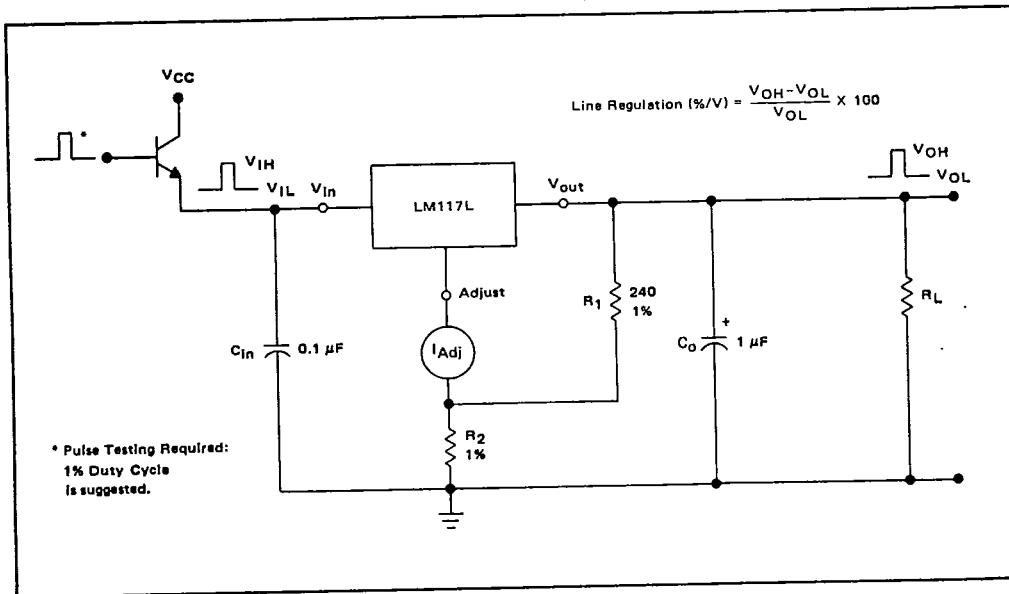 VCC
Line Regulation (%/V) = VOH-VOL / VOL X 100
*
VIH
VIL
Vin
LM117L
Vout
VOH
VOL
Adjust
R1
240
1%
RL
Cin
0.1 μF
IAdj
CO
+
1 μF
R2
1%
* Pulse Testing Required:
1% Duty Cycle
is suggested.